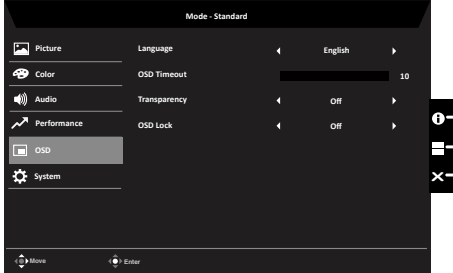 Mode - Standard
Picture
Language English
Color
OSD Timeout 10
Audio
Transparency Off
Performance
OSD Lock Off
OSD
System
Move Enter